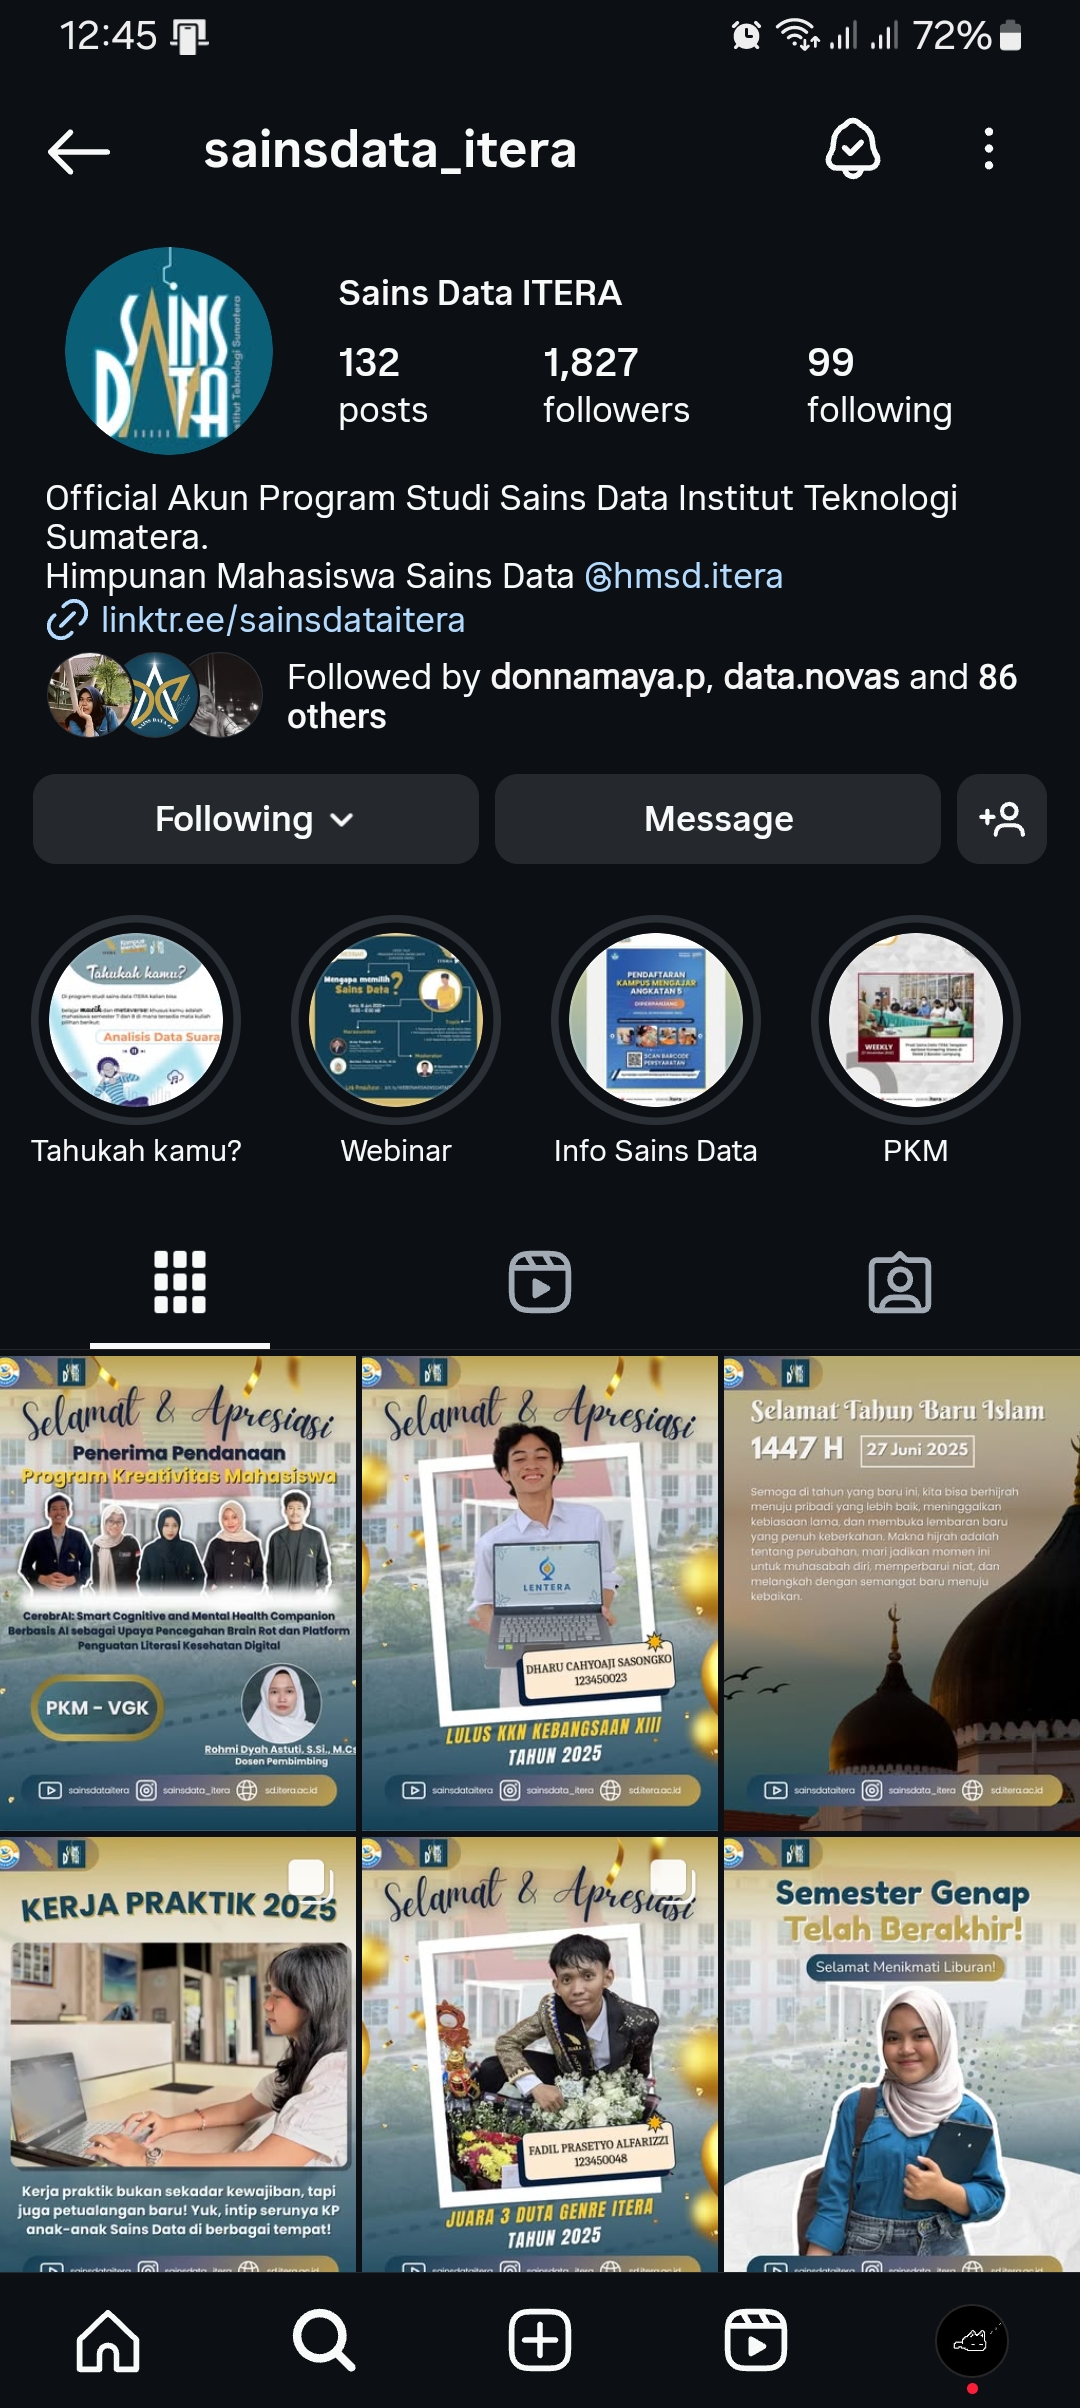 12:45
72%
sainsdata_itera
SAINS
DATA
Institut Teknologi Sumatera
Sains Data ITERA
132
posts
1,827
followers
99
following
Official Akun Program Studi Sains Data Institut Teknologi
Sumatera.
Himpunan Mahasiswa Sains Data @hmsd.itera
linktr.ee/sainsdataitera
Followed by donnamaya.p, data.novas and 86
others
Following
Message
Tahukah kamu?
Analisis Data Suara
Mengapa memilih
Sains Data?
PENDAFTARAN
KAMPUS MENGAJAR
ANGKATAN 5
DIPERPANJANG
SCAN BARCODE
PERSYARATAN
WEEKLY
Tahukah kamu?
Webinar
Info Sains Data
PKM
Selamat & Apresiasi
Penerima Pendanaan
Program Kreativitas Mahasiswa
CerebrAI: Smart Cognitive and Mental Health Companion
Berbasis AI sebagai Upaya Pencegahan Brain Rot dan Platform
Penguatan Literasi Kesehatan Digital
PKM - VGK
Rohmi Dyah Astuti, S.Si., M.Cs
Dosen Pembimbing
sainsdataitera sainsdata_itera sd.itera.ac.id
Selamat & Apresiasi
LENTERA
DHARU CAHYOAJI SASONGKO
123450023
LULUS KKN KEBANGSAAN XIII
TAHUN 2025
sainsdataitera sainsdata_itera sd.itera.ac.id
Selamat Tahun Baru Islam
1447 H
27 Juni 2025
Semoga di tahun yang baru ini, kita bisa berhijrah
menuju pribadi yang lebih baik, meninggalkan
kebiasaan lama, dan membuka lembaran baru
yang penuh keberkahan. Makna hijrah adalah
tentang perubahan, mari jadikan momen ini
untuk muhasabah diri, memperbarui niat, dan
melangkah dengan semangat baru menuju
kebaikan.
sainsdataitera sainsdata_itera sd.itera.ac.id
KERJA PRAKTIK 2025
Kerja praktik bukan sekadar kewajiban, tapi
juga petualangan baru! Yuk, intip serunya KP
anak-anak Sains Data di berbagai tempat!
Selamat & Apresiasi
FADIL PRASETYO ALFARIZZI
123450048
JUARA 3 DUTA GENRE ITERA
TAHUN 2025
Semester Genap
Telah Berakhir!
Selamat Menikmati Liburan!